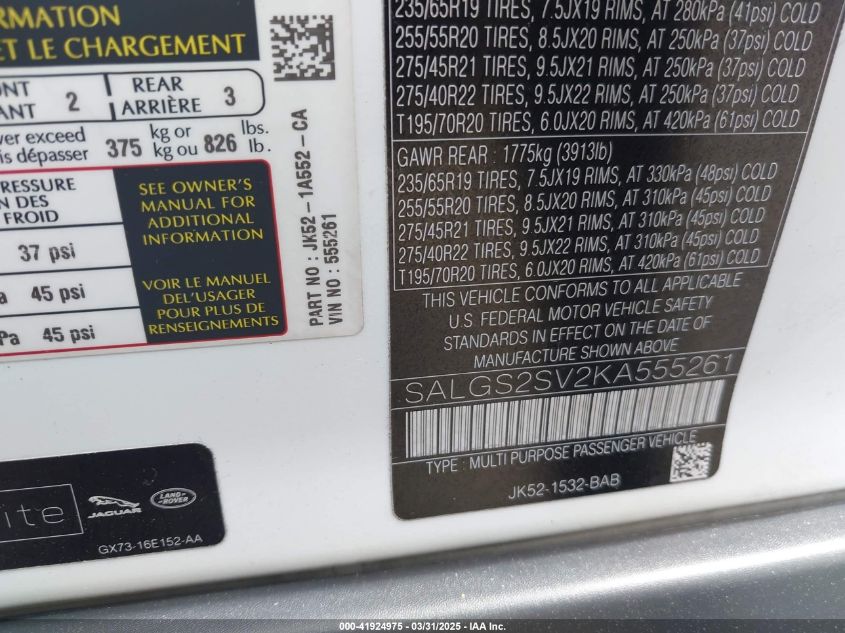 RMATION
ET LE CHARGEMENT
ONT
ANT 2
REAR
ARRIÈRE 3
ver exceed
is dépasser 375 kg or
kg ou 826 lbs.
lb.
RESSURE
N DES
FROID
37 psi
a 45 psi
Pa 45 psi
SEE OWNER'S
MANUAL FOR
ADDITIONAL
INFORMATION
VOIR LE MANUEL
DEL'USAGER
POUR PLUS DE
RENSEIGNEMENTS
PART NO : JK52-1A552-CA
VIN NO : 555261
235/65R19 TIRES, 7.5JX19 RIMS, AT 280kPa (41psi) COLD
255/55R20 TIRES, 8.5JX20 RIMS, AT 250kPa (37psi) COLD
275/45R21 TIRES, 9.5JX21 RIMS, AT 250kPa (37psi) COLD
275/40R22 TIRES, 9.5JX22 RIMS, AT 250kPa (37psi) COLD
T195/70R20 TIRES, 6.0JX20 RIMS, AT 420kPa (61psi) COLD
GAWR REAR : 1775kg (3913lb)
235/65R19 TIRES, 7.5JX19 RIMS, AT 330kPa (48psi) COLD
255/55R20 TIRES, 8.5JX20 RIMS, AT 310kPa (45psi) COLD
275/45R21 TIRES, 9.5JX21 RIMS, AT 310kPa (45psi) COLD
275/40R22 TIRES, 9.5JX22 RIMS, AT 310kPa (45psi) COLD
T195/70R20 TIRES, 6.0JX20 RIMS, AT 420kPa (61psi) COLD
THIS VEHICLE CONFORMS TO ALL APPLICABLE
U.S. FEDERAL MOTOR VEHICLE SAFETY
STANDARDS IN EFFECT ON THE DATE OF
MANUFACTURE SHOWN ABOVE
SALGS2SV2KA555261
TYPE : MULTI PURPOSE PASSENGER VEHICLE
JK52-1532-BAB
ite
JAGUAR
LAND-ROVER
GX73-16E152-AA
000-41924975 - 03/31/2025 - IAA Inc.